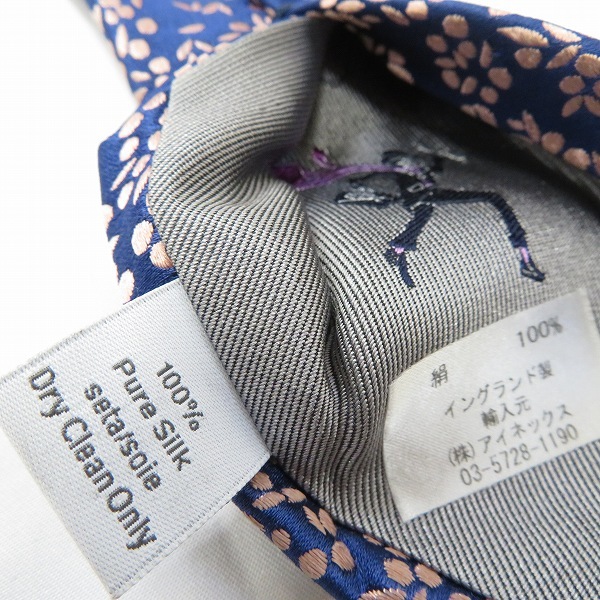 100%
Pure Silk
seta/soie
Dry Clean Only
絹 100%
イングランド製
輸入元
(株) アイネックス
03-5728-1190